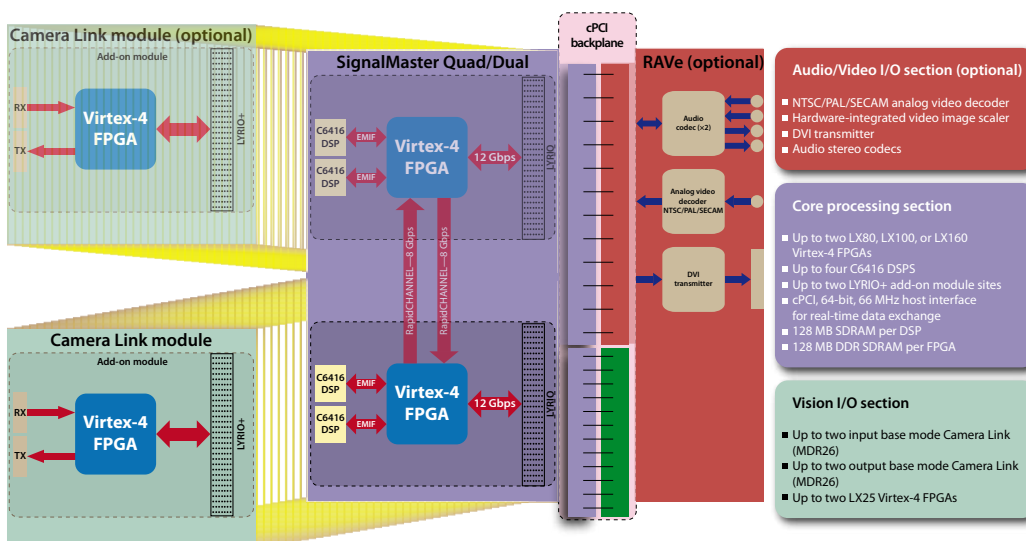 Camera Link module (optional)
Add-on module
RX
TX
Virtex-4
FPGA
LYRIO+
Camera Link module
Add-on module
RX
TX
Virtex-4
FPGA
LYRIO+
SignalMaster Quad/Dual
C6416
DSP
C6416
DSP
EMIF
EMIF
Virtex-4
FPGA
12 Gbps
LYRIO
RapidCHANNEL—8 Gbps
RapidCHANNEL—8 Gbps
C6416
DSP
C6416
DSP
EMIF
EMIF
Virtex-4
FPGA
12 Gbps
LYRIO
cPCI
backplane
RAVe (optional)
Audio
codec (×2)
Analog video
decoder
NTSC/PAL/SECAM
DVI
transmitter
Audio/Video I/O section (optional)
NTSC/PAL/SECAM analog video decoder
Hardware-integrated video image scaler
DVI transmitter
Audio stereo codecs
Core processing section
Up to two LX80, LX100, or LX160
Virtex-4 FPGAs
Up to four C6416 DSPS
Up to two LYRIO+ add-on module sites
cPCI, 64-bit, 66 MHz host interface
for real-time data exchange
128 MB SDRAM per DSP
128 MB DDR SDRAM per FPGA
Vision I/O section
Up to two input base mode Camera Link
(MDR26)
Up to two output base mode Camera Link
(MDR26)
Up to two LX25 Virtex-4 FPGAs